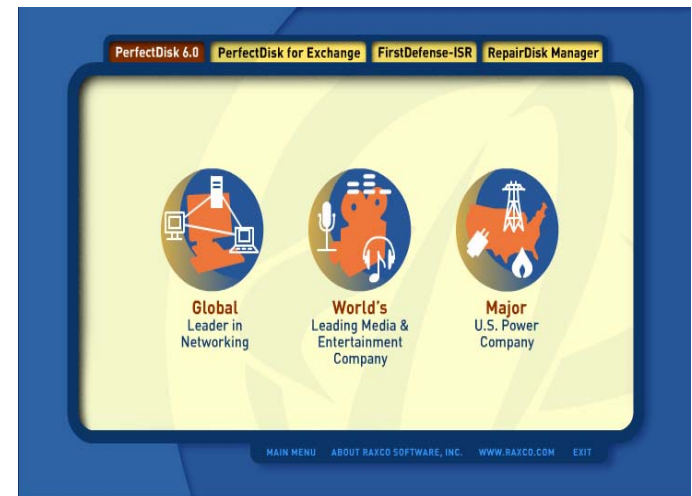 PerfectDisk 6.0 PerfectDisk for Exchange FirstDefense-ISR RepairDisk Manager
Global
Leader in
Networking
World's
Leading Media &
Entertainment
Company
Major
U.S. Power
Company
MAIN MENU ABOUT RAXCO SOFTWARE, INC. WWW.RAXCO.COM EXIT